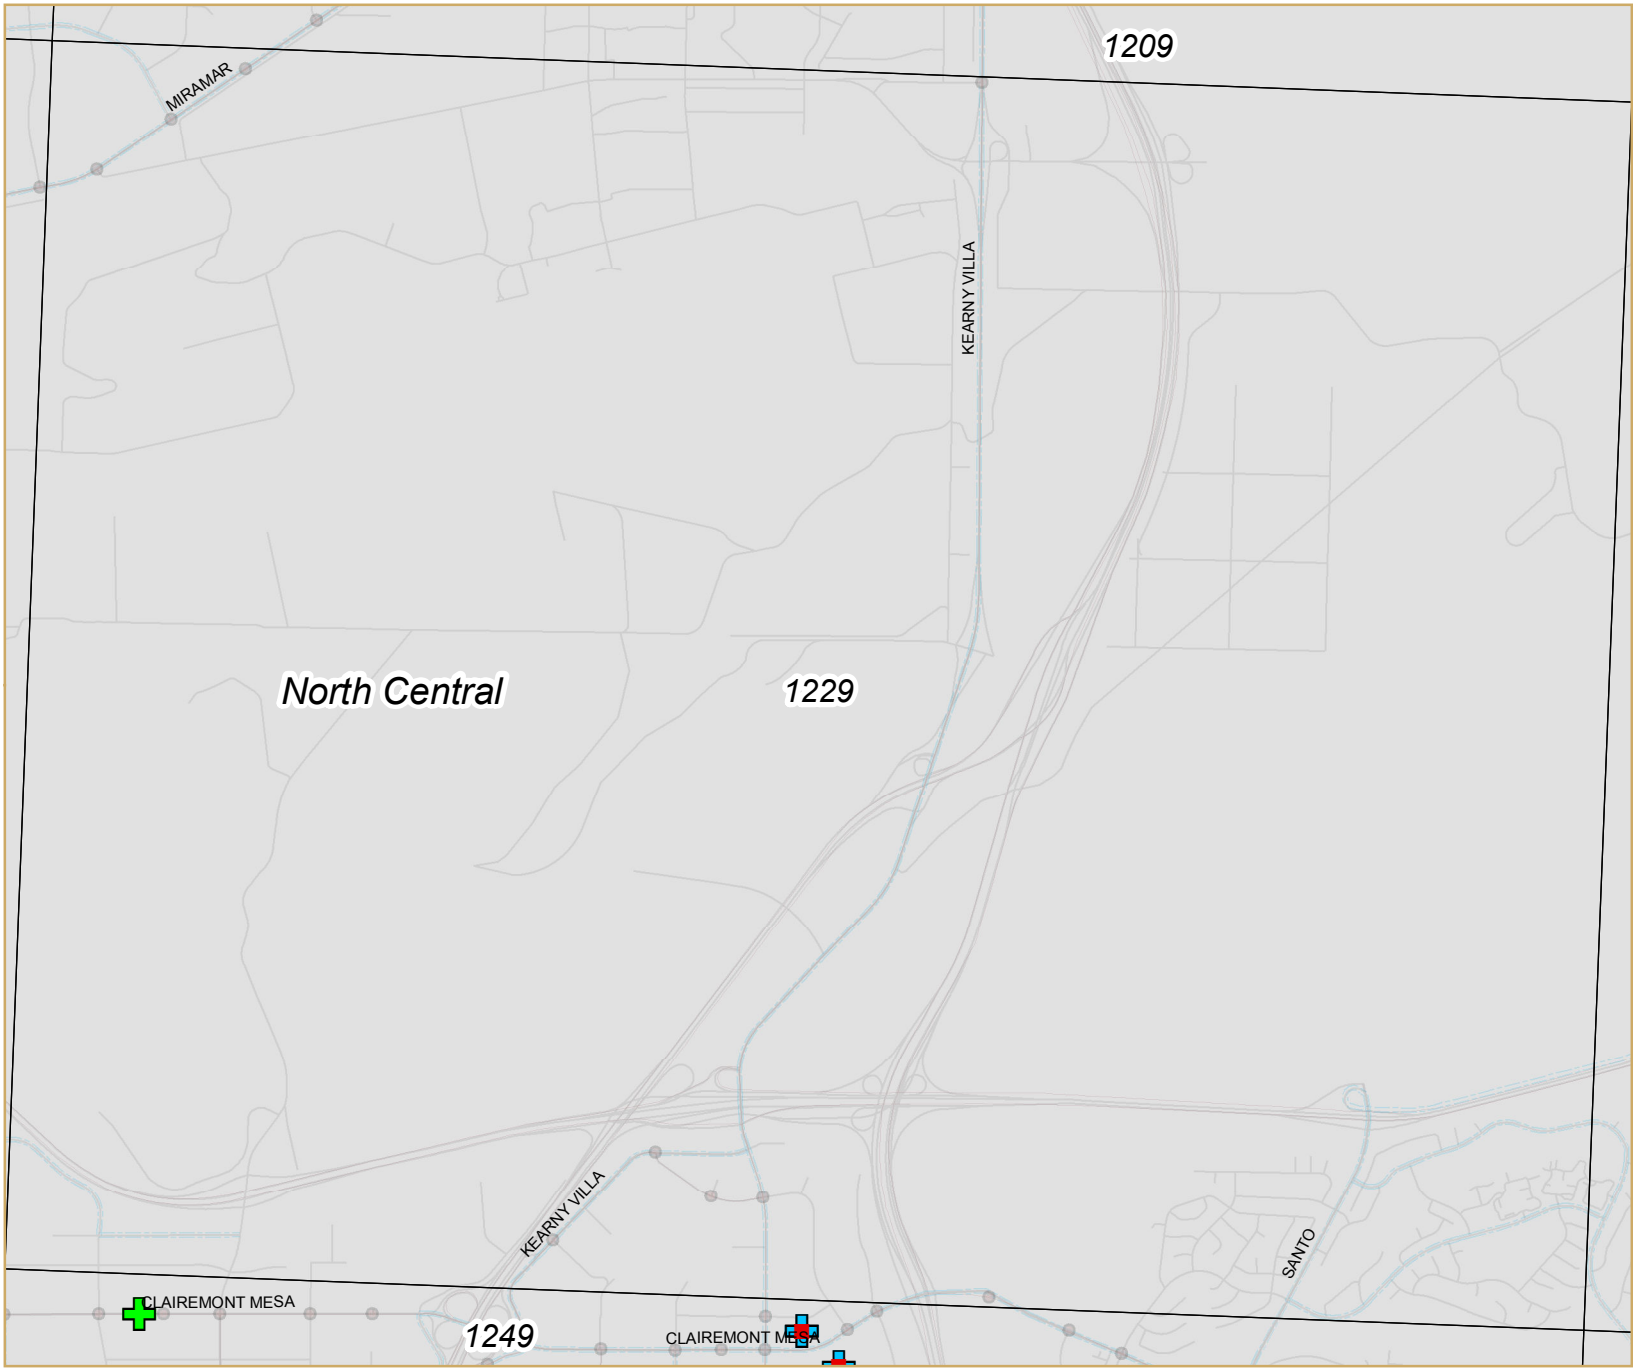 1209
MIRAMAR
KEARNY VILLA
North Central
1229
KEARNY VILLA
SANTO
CLAIREMONT MESA
1249
CLAIREMONT MESA